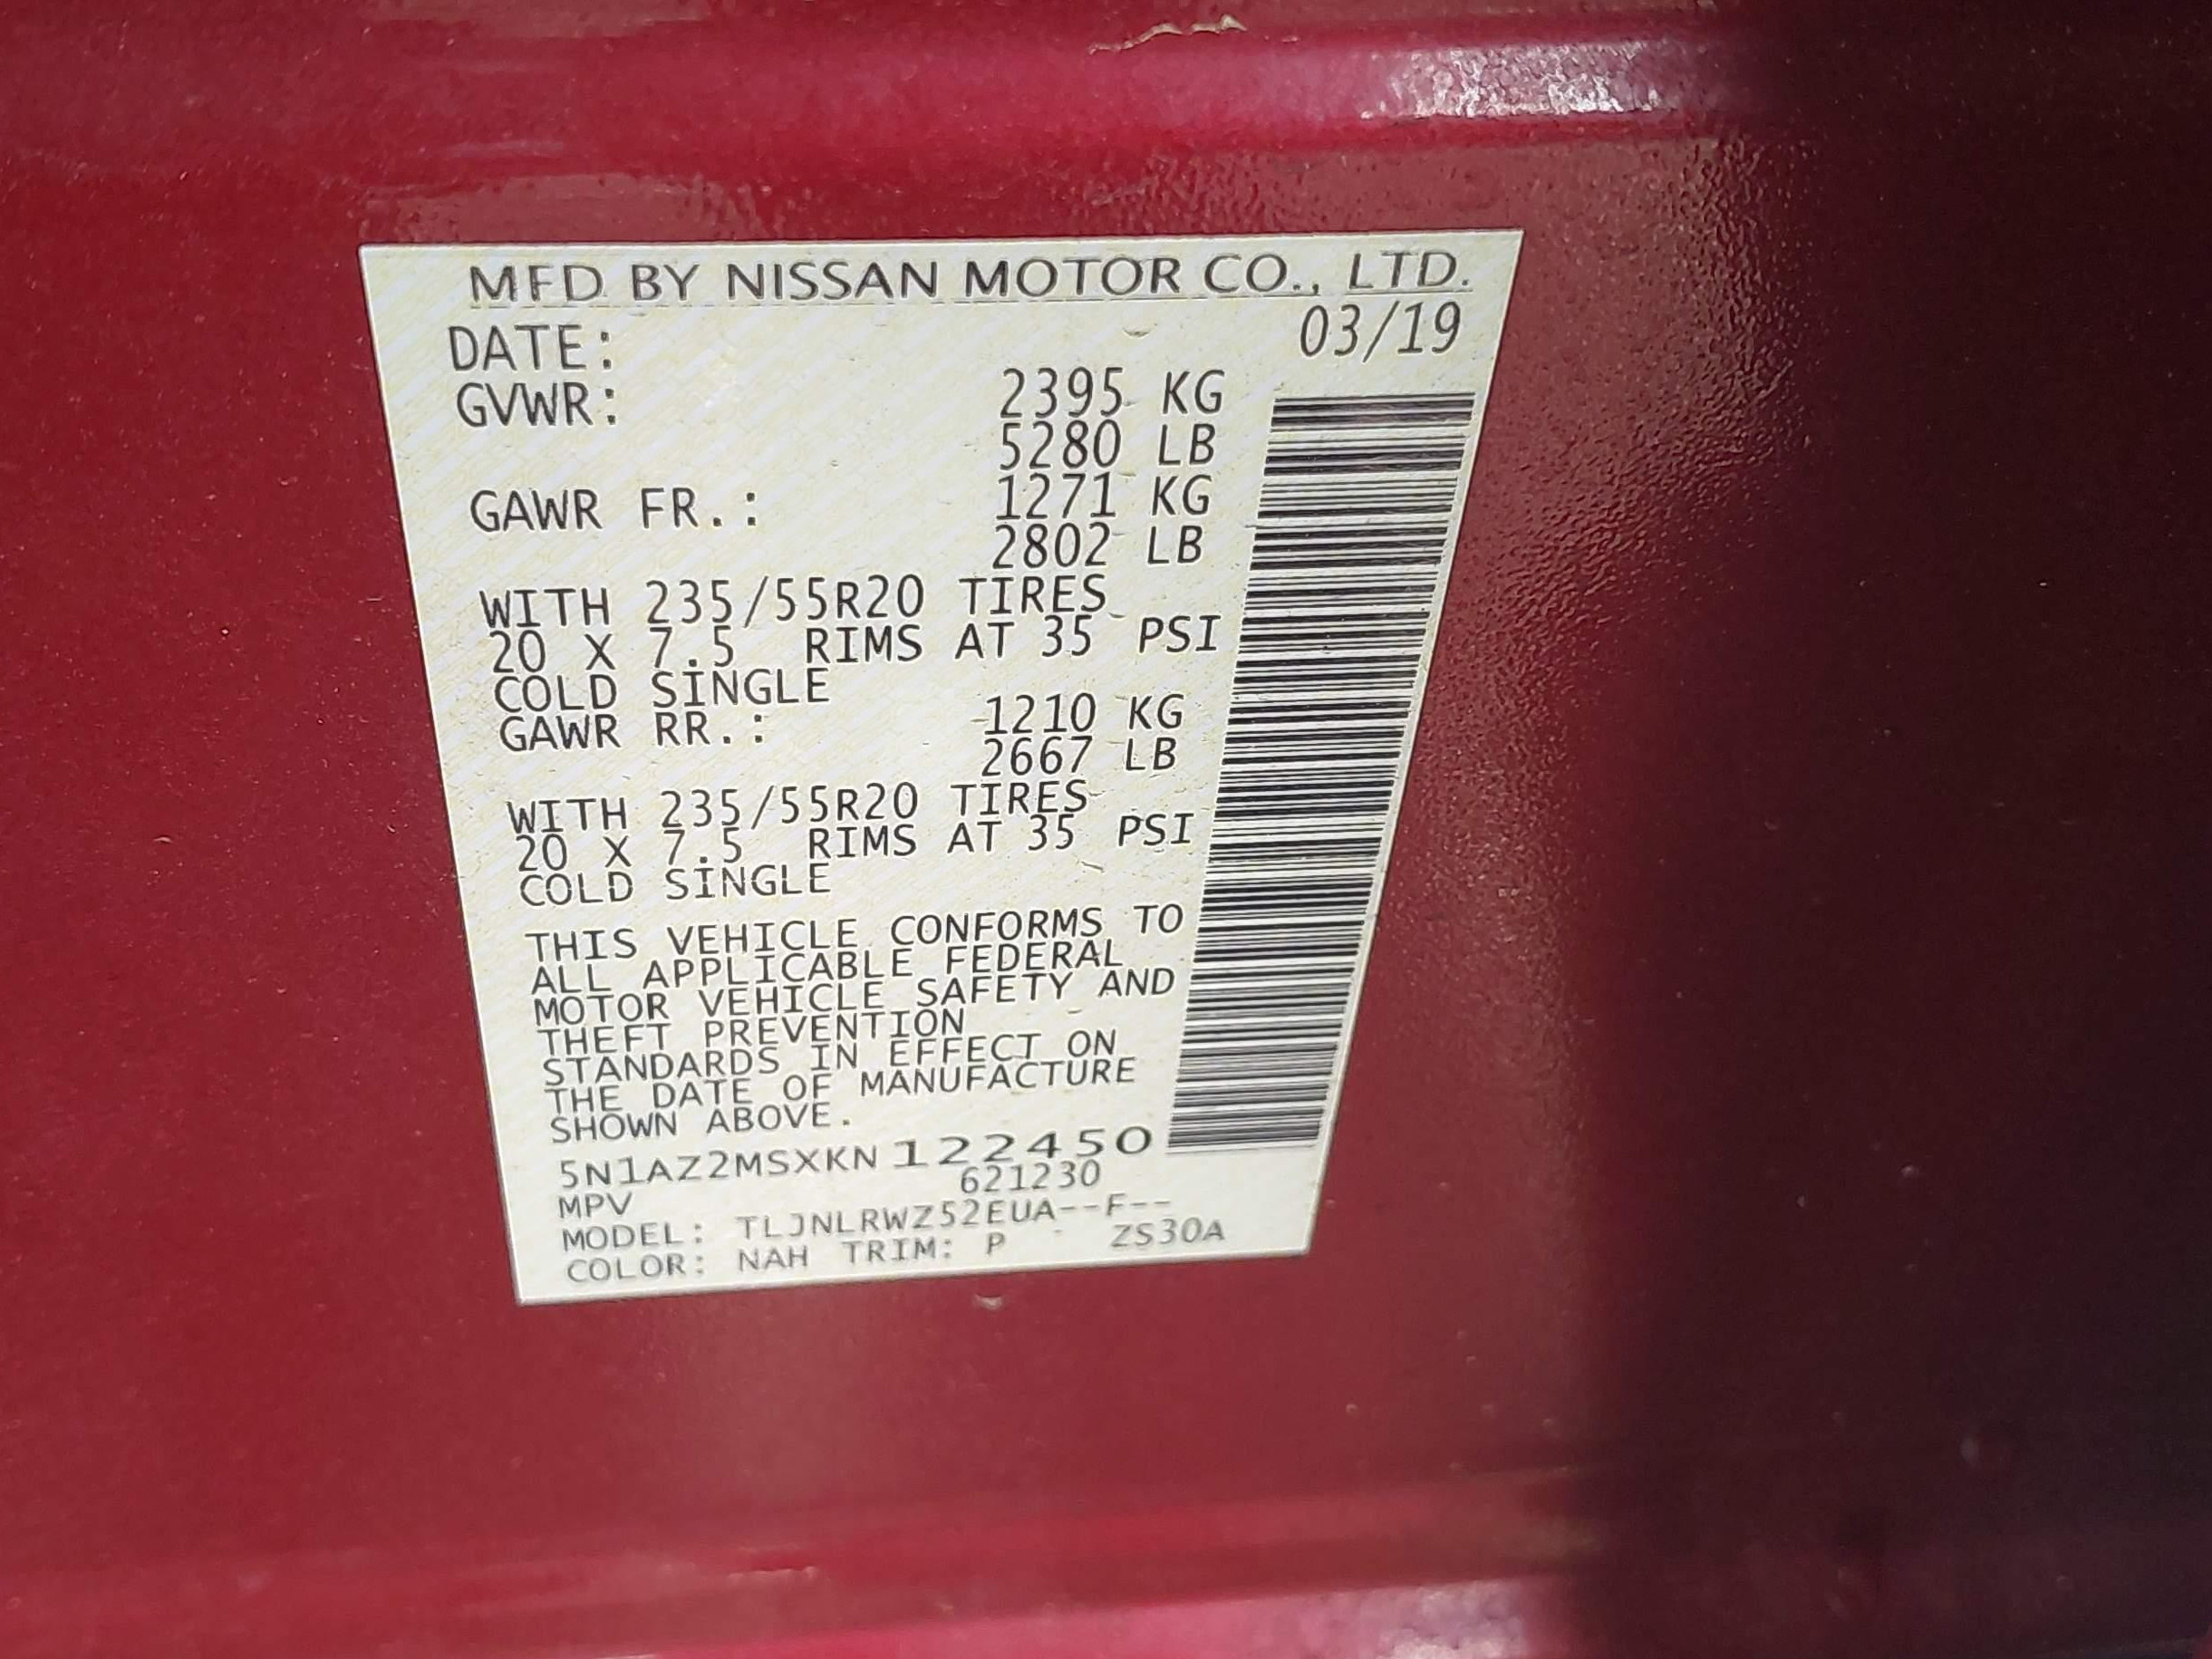 MFD BY NISSAN MOTOR CO., LTD.
DATE: 03/19
GVWR: 2395 KG
5280 LB
GAWR FR.: 1271 KG
2802 LB
WITH 235/55R20 TIRES
20 X 7.5 RIMS AT 35 PSI
COLD SINGLE
GAWR RR.: 1210 KG
2667 LB
WITH 235/55R20 TIRES
20 X 7.5 RIMS AT 35 PSI
COLD SINGLE
THIS VEHICLE CONFORMS TO
ALL APPLICABLE FEDERAL
MOTOR VEHICLE SAFETY AND
THEFT PREVENTION
STANDARDS IN EFFECT ON
THE DATE OF MANUFACTURE
SHOWN ABOVE.
5N1AZ2MSXKN122450
MPV 621230
MODEL: TLJNLRWZ52EUA--F--
COLOR: NAH TRIM: P ZS30A